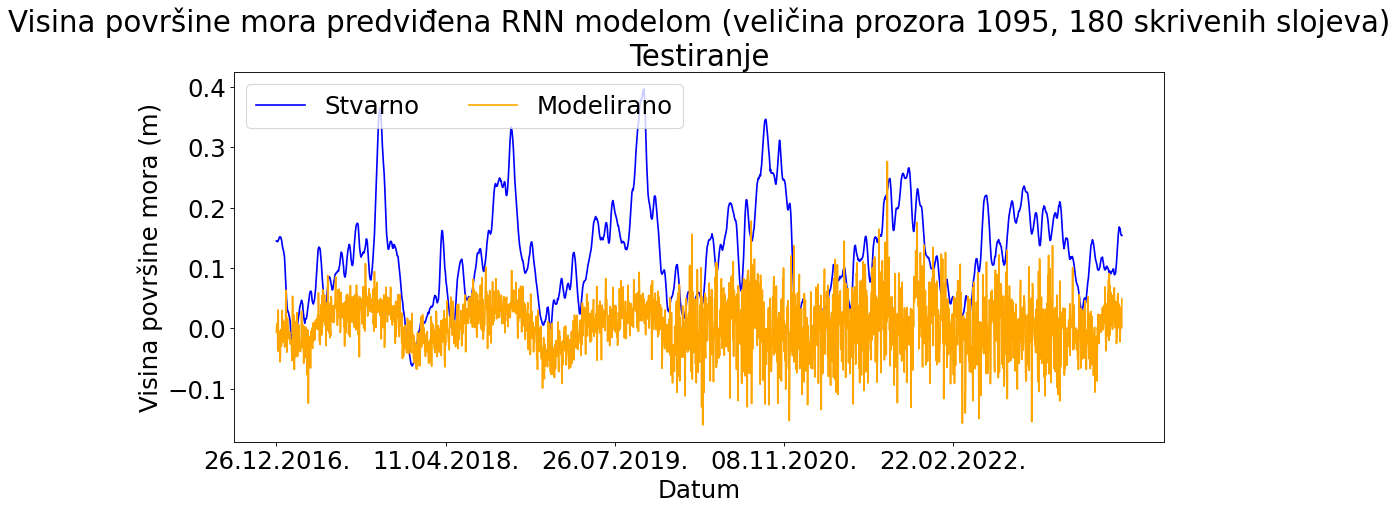 Visina površine mora predviđena RNN modelom (veličina prozora 1095, 180 skrivenih slojeva)
Testiranje
Stvarno
Modelirano
Visina površine mora (m)
0.4
0.3
0.2
0.1
0.0
−0.1
26.12.2016.
11.04.2018.
26.07.2019.
08.11.2020.
22.02.2022.
Datum